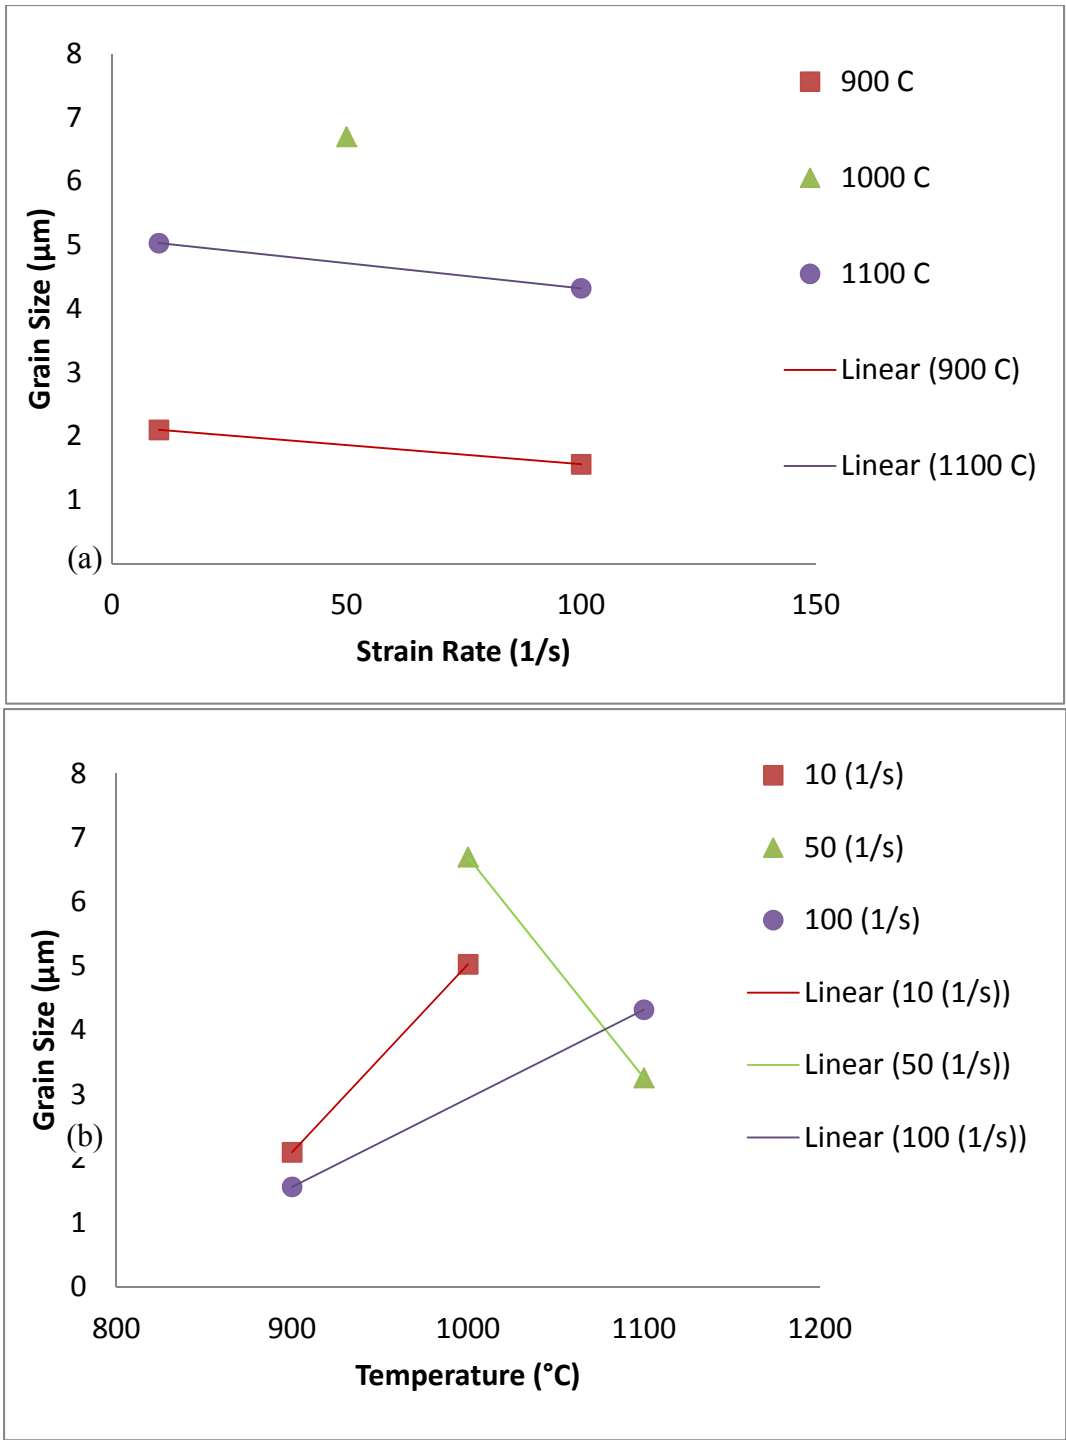 8
7
6
5
4
3
2
1
(a)
Grain Size (µm)
0 50 100 150
Strain Rate (1/s)
900 C
1000 C
1100 C
Linear (900 C)
Linear (1100 C)
8
7
6
5
4
3
(b)
2
1
0
Grain Size (µm)
800 900 1000 1100 1200
Temperature (°C)
10 (1/s)
50 (1/s)
100 (1/s)
Linear (10 (1/s))
Linear (50 (1/s))
Linear (100 (1/s))